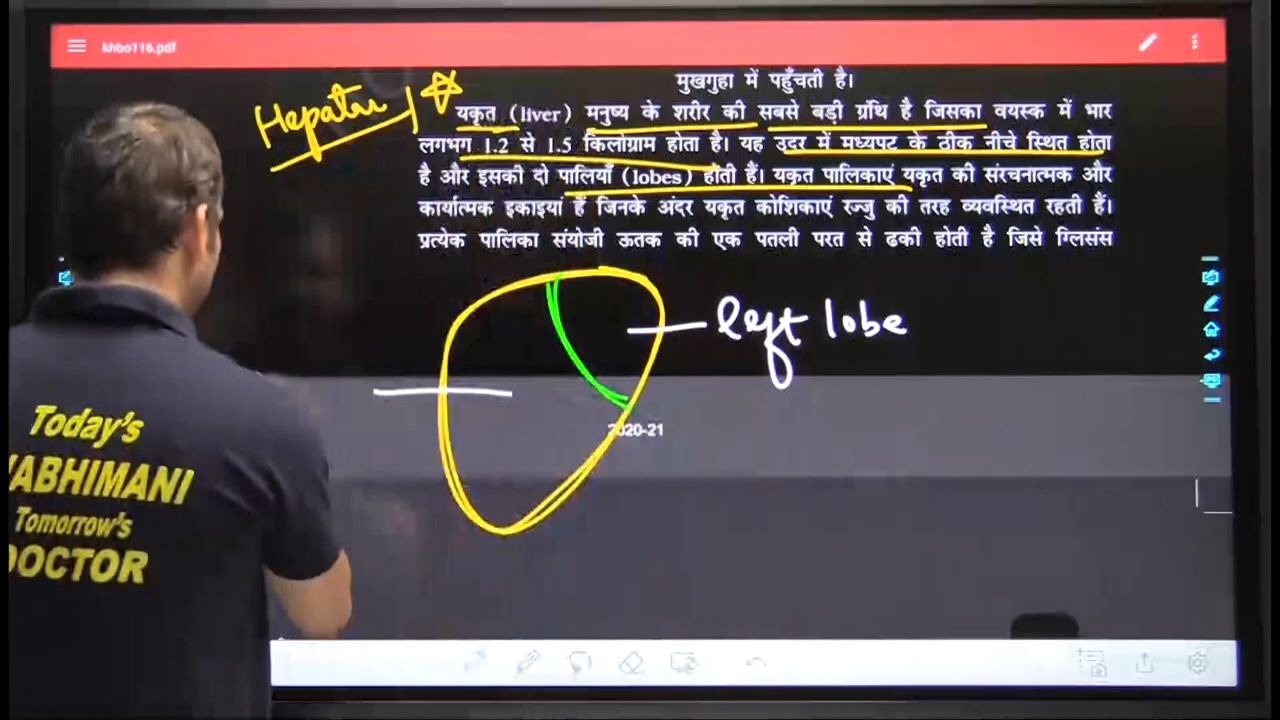 khbo116.pdf
मुखगुहा में पहुँचती है।
Hepatic
यकृत (liver) मनुष्य के शरीर की सबसे बड़ी ग्रंथि है जिसका वयस्क में भार
लगभग 1.2 से 1.5 किलोग्राम होता है। यह उदर में मध्यपट के ठीक नीचे स्थित होता
है और इसकी दो पालियाँ (lobes) होती हैं। यकृत पालिकाएं यकृत की संरचनात्मक और
कार्यात्मक इकाइयां हैं जिनके अंदर यकृत कोशिकाएं रज्जु की तरह व्यवस्थित रहती हैं।
प्रत्येक पालिका संयोजी ऊतक की एक पतली परत से ढकी होती है जिसे ग्लिसंस
left lobe
2020-21
Today's
ABHIMANI
Tomorrow's
DOCTOR